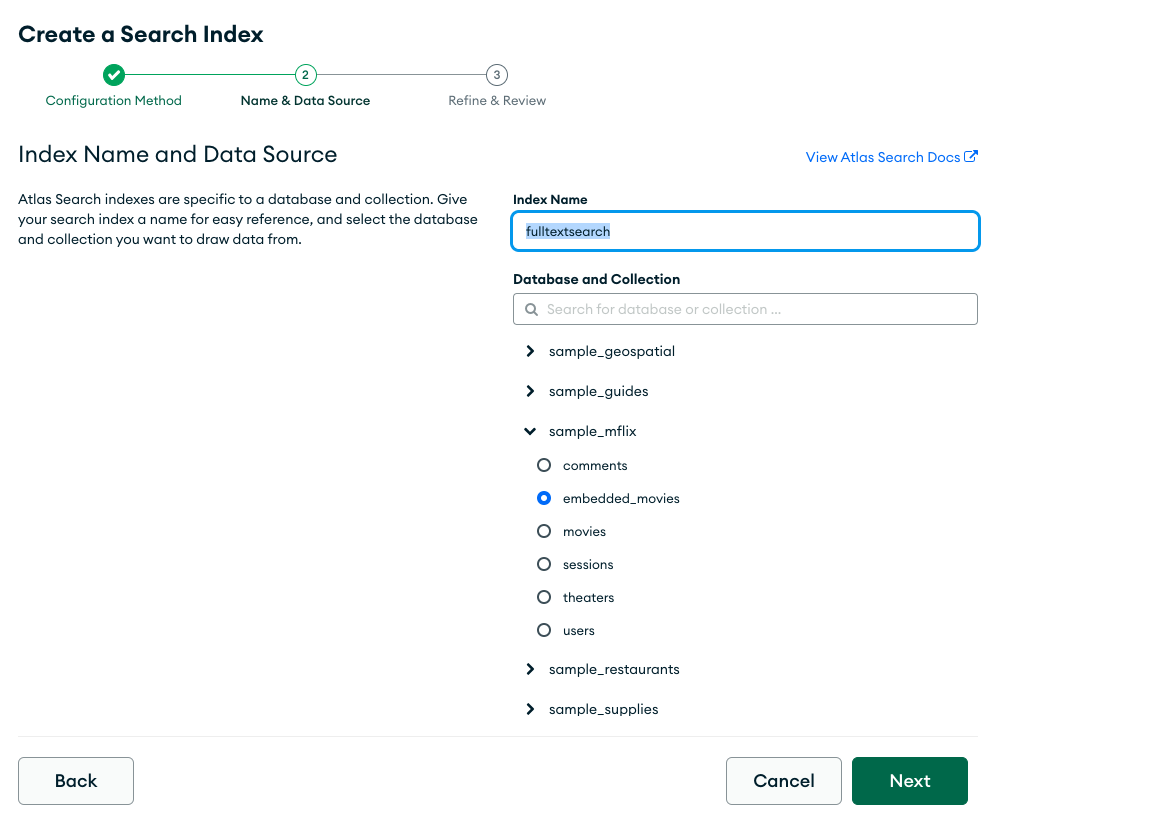 Create a Search Index
2
3
Configuration Method
Name & Data Source
Refine & Review
Index Name and Data Source
View Atlas Search Docs
Atlas Search indexes are specific to a database and collection. Give
your search index a name for easy reference, and select the database
and collection you want to draw data from.
Index Name
fulltextsearch
Database and Collection
Search for database or collection ...
sample_geospatial
sample_guides
sample_mflix
comments
embedded_movies
movies
sessions
theaters
users
sample_restaurants
sample_supplies
Back
Cancel
Next